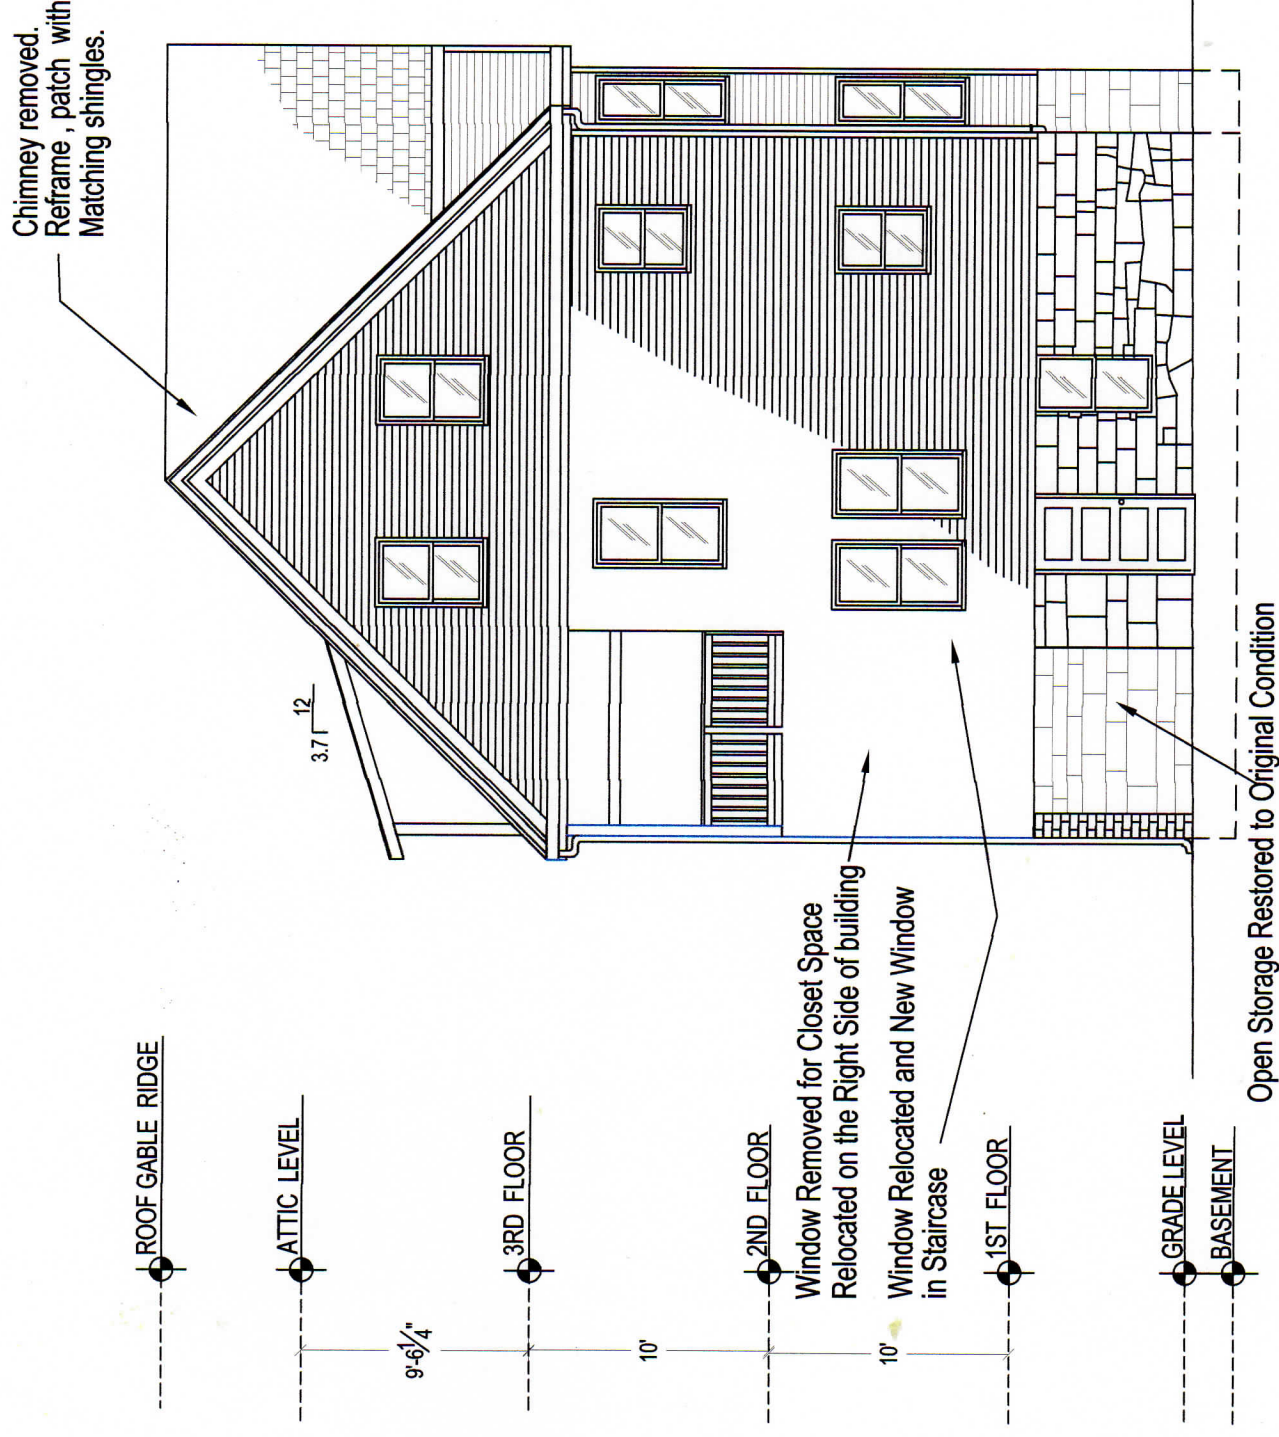 Chimney removed.
Reframe , patch with
Matching shingles.
12
3.7
ROOF GABLE RIDGE
ATTIC LEVEL
9'-6 1/4"
3RD FLOOR
10'
2ND FLOOR
Window Removed for Closet Space
Relocated on the Right Side of building
Window Relocated and New Window
in Staircase
10'
1ST FLOOR
GRADE LEVEL
BASEMENT
Open Storage Restored to Original Condition